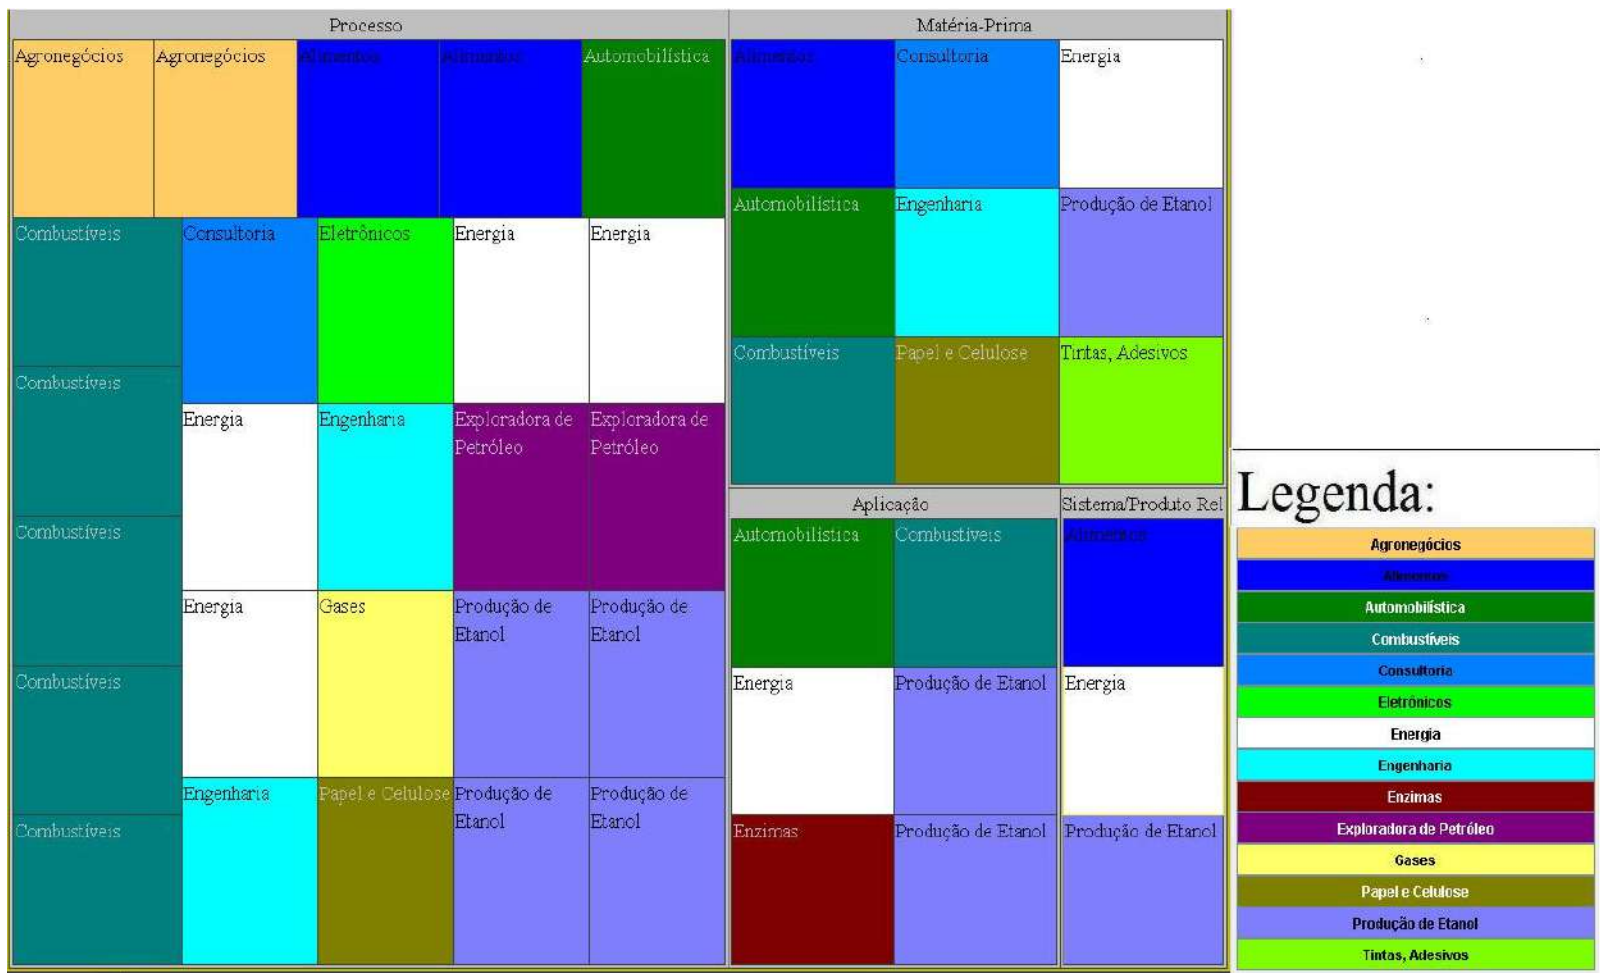 Processo
Agronegócios
Agronegócios
Alimentos
Alimentos
Automobilística
Combustíveis
Consultoria
Eletrônicos
Energia
Energia
Combustíveis
Energia
Engenharia
Exploradora de
Petróleo
Exploradora de
Petróleo
Combustíveis
Energia
Gases
Produção de
Etanol
Produção de
Etanol
Combustíveis
Engenharia
Papel e Celulose
Produção de
Etanol
Produção de
Etanol
Combustíveis
Matéria-Prima
Alimentos
Consultoria
Energia
Automobilística
Engenharia
Produção de Etanol
Combustíveis
Papel e Celulose
Tintas, Adesivos
Aplicação
Automobilística
Combustíveis
Energia
Produção de Etanol
Enzimas
Produção de Etanol
Sistema/Produto Rel
Alimentos
Energia
Produção de Etanol
Legenda:
Agronegócios
Alimentos
Automobilística
Combustíveis
Consultoria
Eletrônicos
Energia
Engenharia
Enzimas
Exploradora de Petróleo
Gases
Papel e Celulose
Produção de Etanol
Tintas, Adesivos